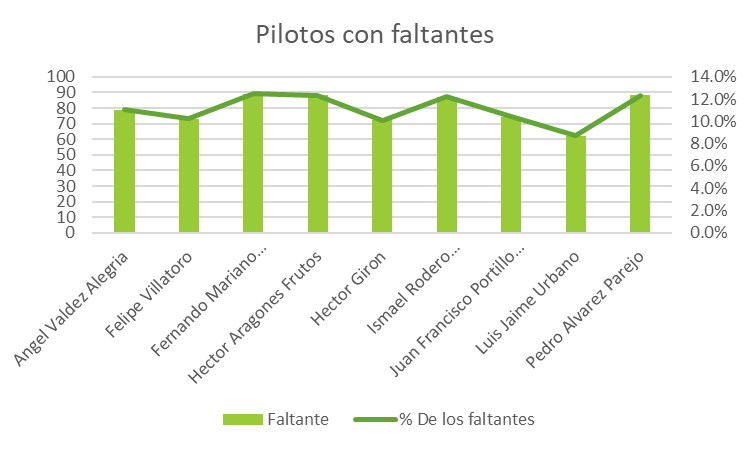 Pilotos con faltantes
100
90
80
70
60
50
40
30
20
10
0
14.0%
12.0%
10.0%
8.0%
6.0%
4.0%
2.0%
0.0%
Angel Valdez Alegria
Felipe Villatoro
Fernando Mariano...
Hector Aragones Frutos
Hector Giron
Ismael Rodero...
Juan Francisco Portillo...
Luis Jaime Urbano
Pedro Alvarez Parejo
Faltante
% De los faltantes